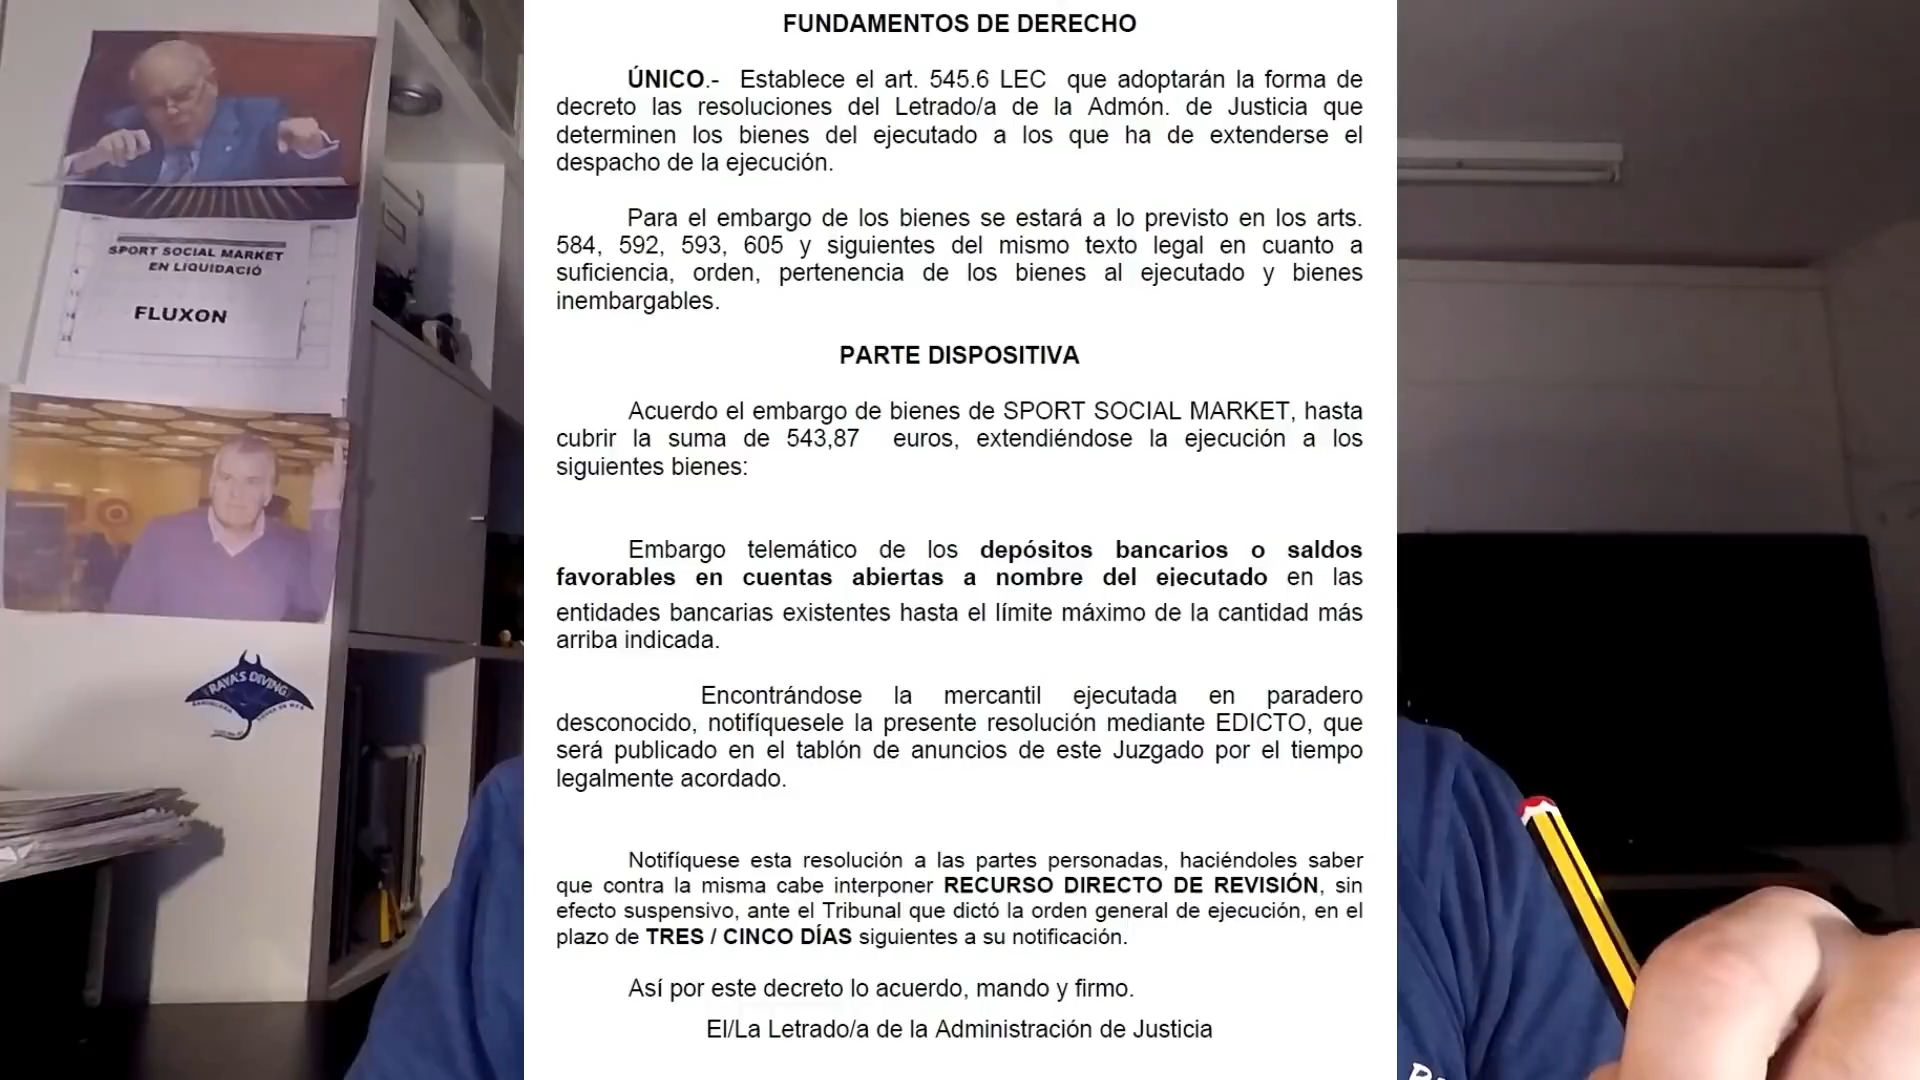 SPORT SOCIAL MARKET
EN LIQUIDACIÓ
FLUXON
RAYA'S DIVING
FUNDAMENTOS DE DERECHO
ÚNICO.- Establece el art. 545.6 LEC que adoptarán la forma de
decreto las resoluciones del Letrado/a de la Admón. de Justicia que
determinen los bienes del ejecutado a los que ha de extenderse el
despacho de la ejecución.
Para el embargo de los bienes se estará a lo previsto en los arts.
584, 592, 593, 605 y siguientes del mismo texto legal en cuanto a
suficiencia, orden, pertenencia de los bienes al ejecutado y bienes
inembargables.
PARTE DISPOSITIVA
Acuerdo el embargo de bienes de SPORT SOCIAL MARKET, hasta
cubrir la suma de 543,87 euros, extendiéndose la ejecución a los
siguientes bienes:
Embargo telemático de los depósitos bancarios o saldos
favorables en cuentas abiertas a nombre del ejecutado en las
entidades bancarias existentes hasta el límite máximo de la cantidad más
arriba indicada.
Encontrándose la mercantil ejecutada en paradero
desconocido, notifíquesele la presente resolución mediante EDICTO, que
será publicado en el tablón de anuncios de este Juzgado por el tiempo
legalmente acordado.
Notifíquese esta resolución a las partes personadas, haciéndoles saber
que contra la misma cabe interponer RECURSO DIRECTO DE REVISIÓN, sin
efecto suspensivo, ante el Tribunal que dictó la orden general de ejecución, en el
plazo de TRES / CINCO DÍAS siguientes a su notificación.
Así por este decreto lo acuerdo, mando y firmo.
El/La Letrado/a de la Administración de Justicia